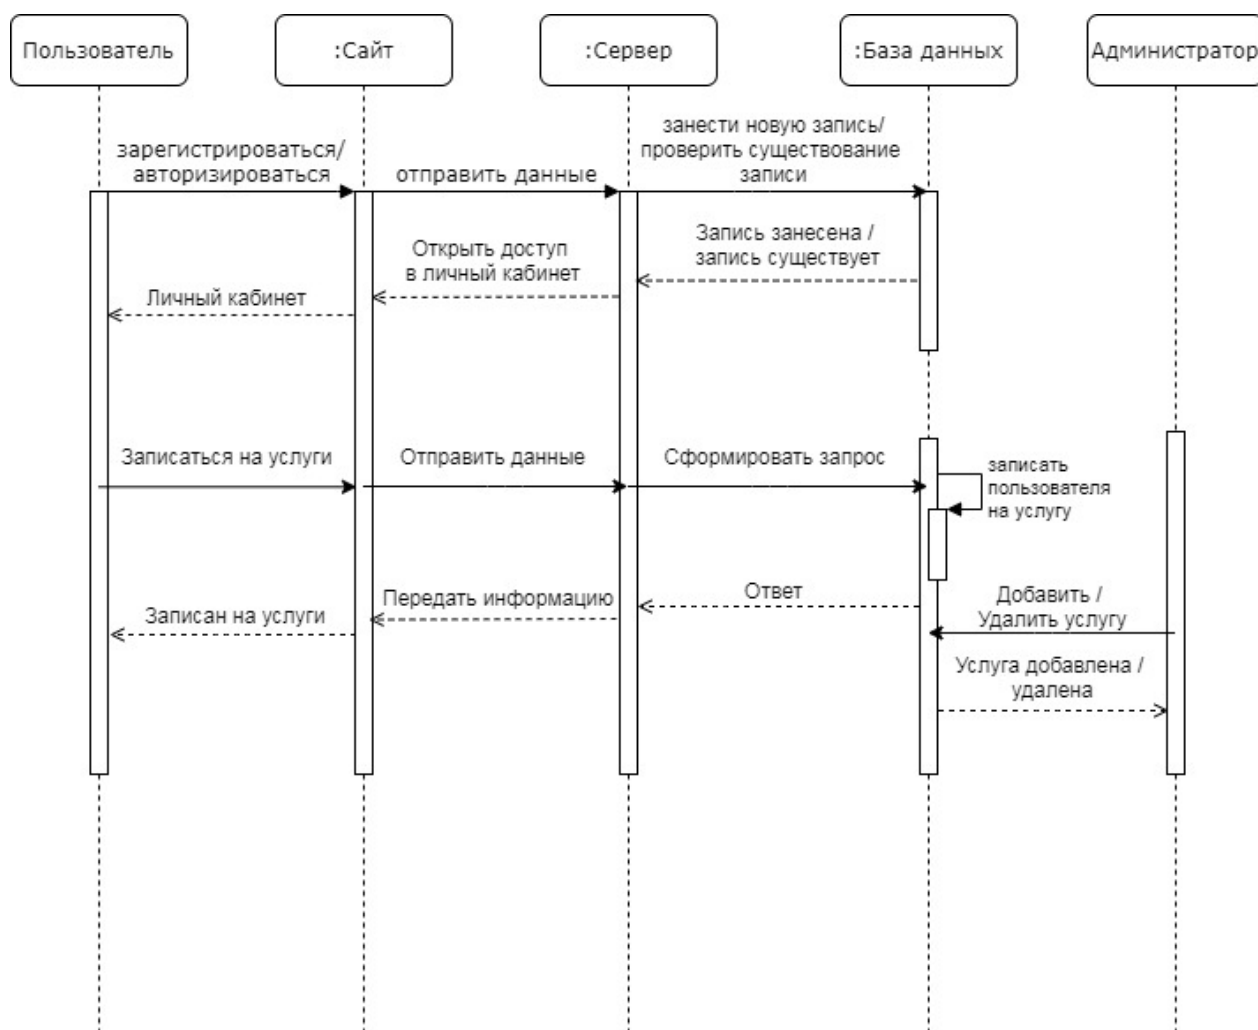 Пользователь
:Сайт
:Сервер
:База данных
Администратор
зарегистрироваться/
авторизироваться
отправить данные
занести новую запись/
проверить существование
записи
Запись занесена /
запись существует
Открыть доступ
в личный кабинет
Личный кабинет
Записаться на услуги
Отправить данные
Сформировать запрос
записать
пользователя
на услугу
Ответ
Передать информацию
Записан на услуги
Добавить /
Удалить услугу
Услуга добавлена /
удалена